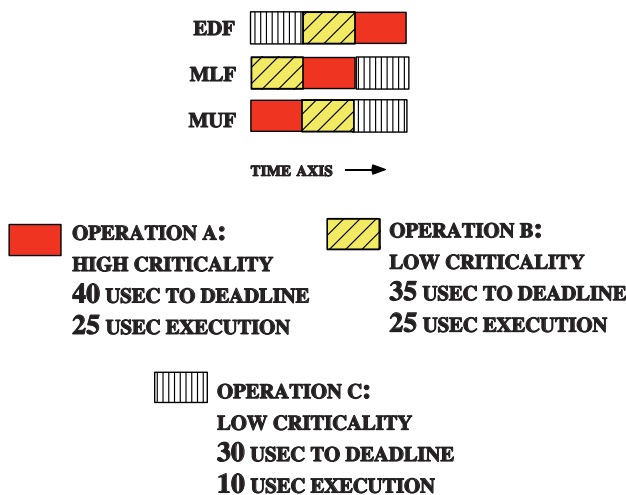 EDF
MLF
MUF
TIME AXIS
OPERATION A:
HIGH CRITICALITY
40 USEC TO DEADLINE
25 USEC EXECUTION
OPERATION B:
LOW CRITICALITY
35 USEC TO DEADLINE
25 USEC EXECUTION
OPERATION C:
LOW CRITICALITY
30 USEC TO DEADLINE
10 USEC EXECUTION